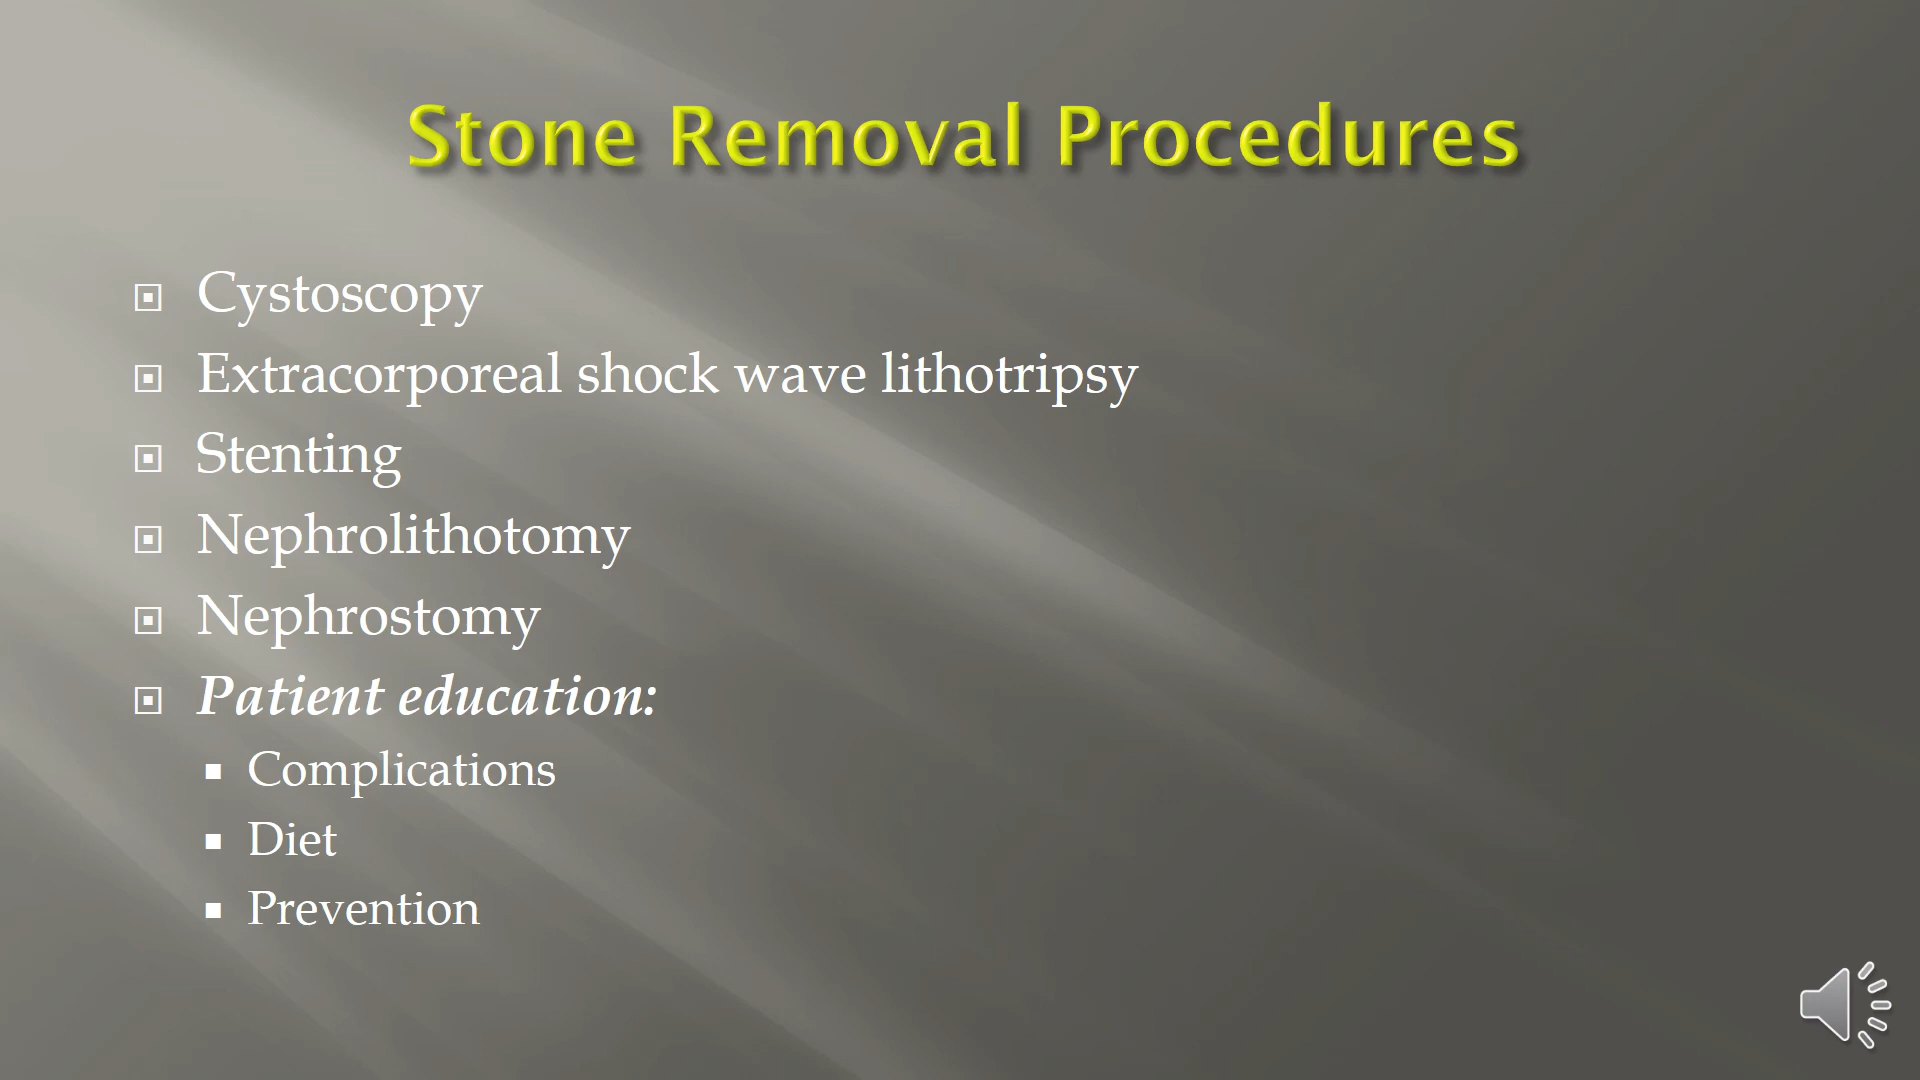 Stone Removal Procedures
Cystoscopy
Extracorporeal shock wave lithotripsy
Stenting
Nephrolithotomy
Nephrostomy
Patient education:
Complications
Diet
Prevention